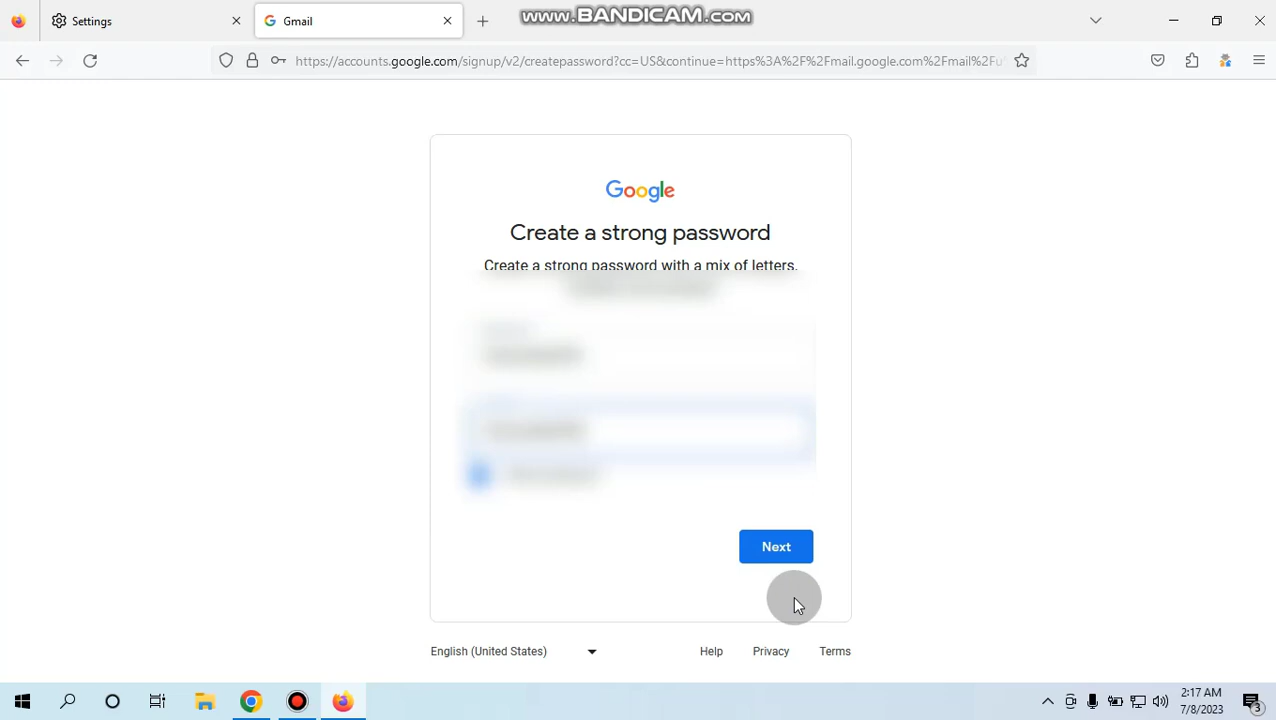 Settings
Gmail
www.BANDICAM.com
https://accounts.google.com/signup/v2/createpassword?cc=US&continue=https%3A%2F%2Fmail.google.com%2Fmail%2Fu
Google
Create a strong password
Create a strong password with a mix of letters,
Next
English (United States)
Help
Privacy
Terms
2:17 AM
7/8/2023
3